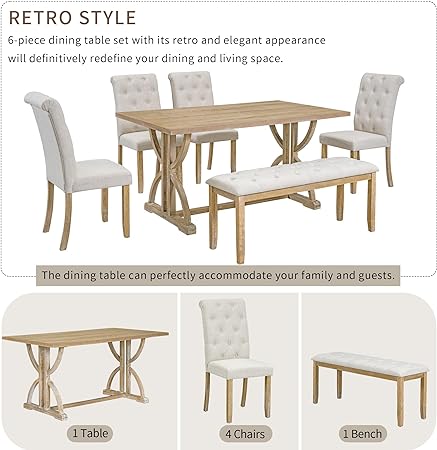 RETRO STYLE
6-piece dining table set with its retro and elegant appearance
will definitively redefine your dining and living space.
The dining table can perfectly accommodate your family and guests.
1 Table
4 Chairs
1 Bench